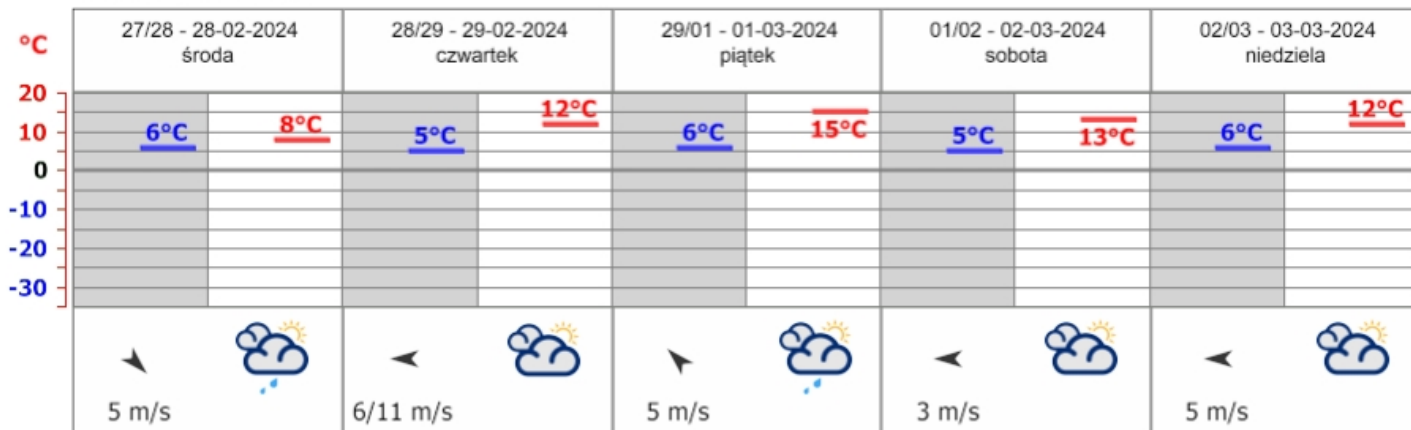 °C
27/28 - 28-02-2024
środa
28/29 - 29-02-2024
czwartek
29/01 - 01-03-2024
piątek
01/02 - 02-03-2024
sobota
02/03 - 03-03-2024
niedziela
20
10
0
-10
-20
-30
6°C
8°C
5°C
12°C
6°C
15°C
5°C
13°C
6°C
12°C
5 m/s
6/11 m/s
5 m/s
3 m/s
5 m/s